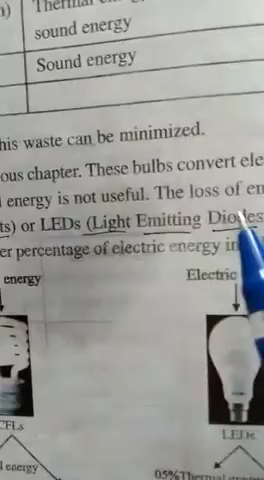 Thermal
sound energy
Sound energy
his waste can be minimized.
ous chapter. These bulbs convert ele
energy is not useful. The loss of en
ts) or LEDs (Light Emitting Diodes
er percentage of electric energy in
energy
Electric
CFLs
LEDs
l energy
05%Thermal